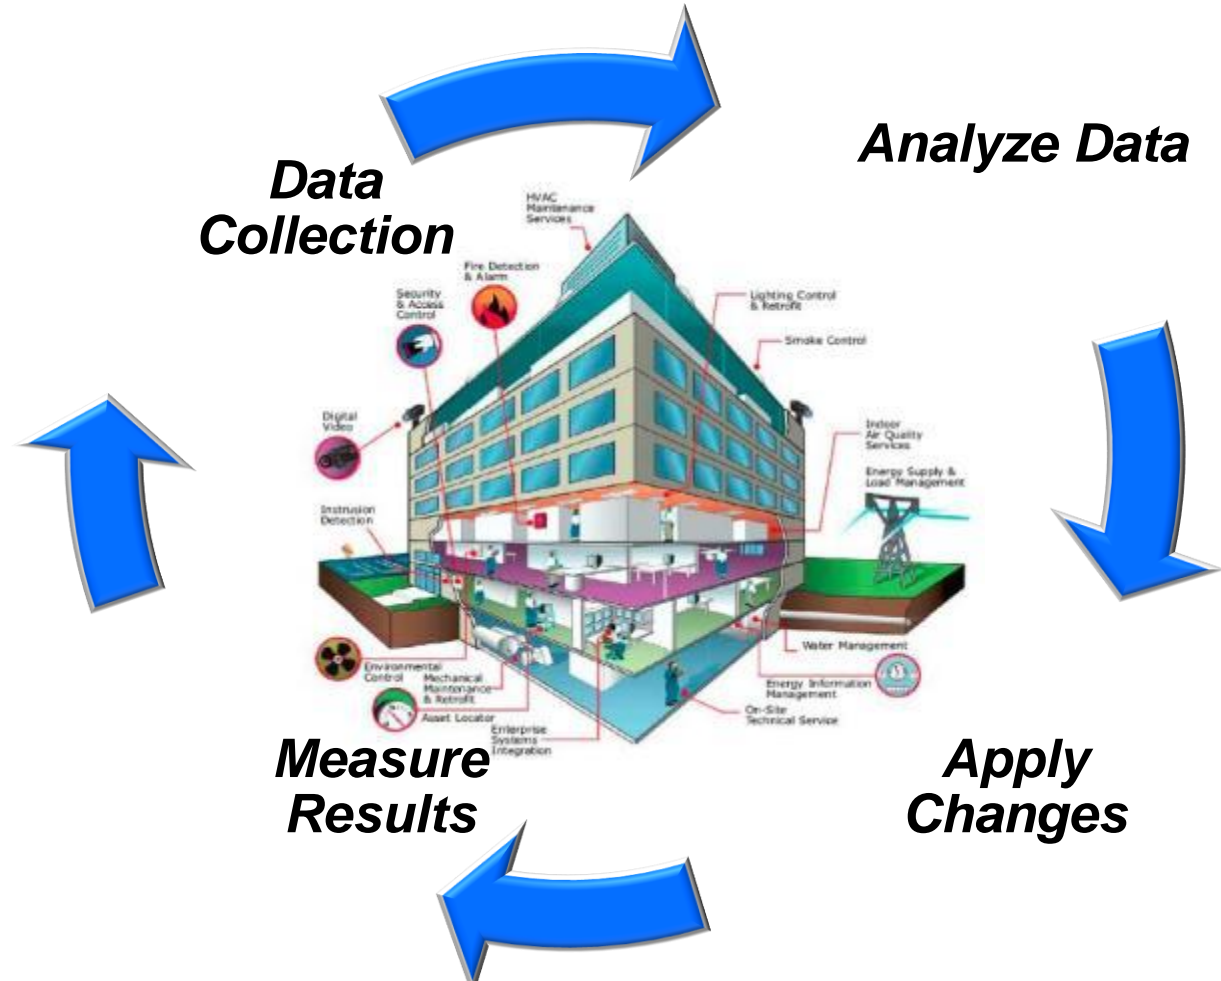 Data
Collection
Analyze Data
HVAC
Maintenance
Services
Fire Detection
& Alarm
Security
& Access
Control
Lighting Control
& Retrofit
Smoke Control
Digital
Video
Indoor
Air Quality
Services
Energy Supply &
Load Management
Instrusion
Detection
Water Management
Environmental
Control
Mechanical
Maintenance
& Retrofit
Energy Information
Management
Asset Locator
On-Site
Technical Service
Enterprise
Systems
Integration
Measure
Results
Apply
Changes